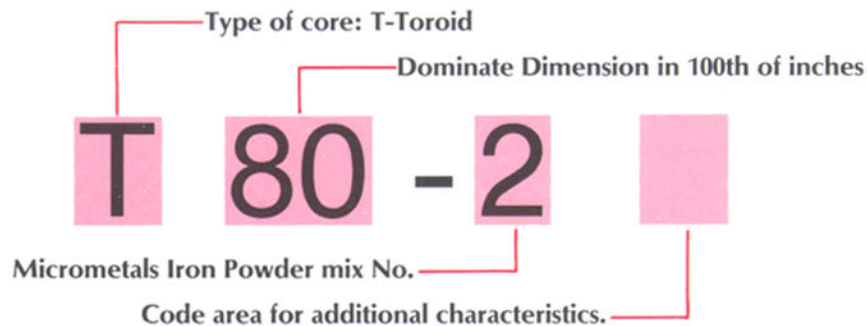 Type of core: T-Toroid
Dominate Dimension in 100th of inches
T 80 - 2
Micrometals Iron Powder mix No.
Code area for additional characteristics.